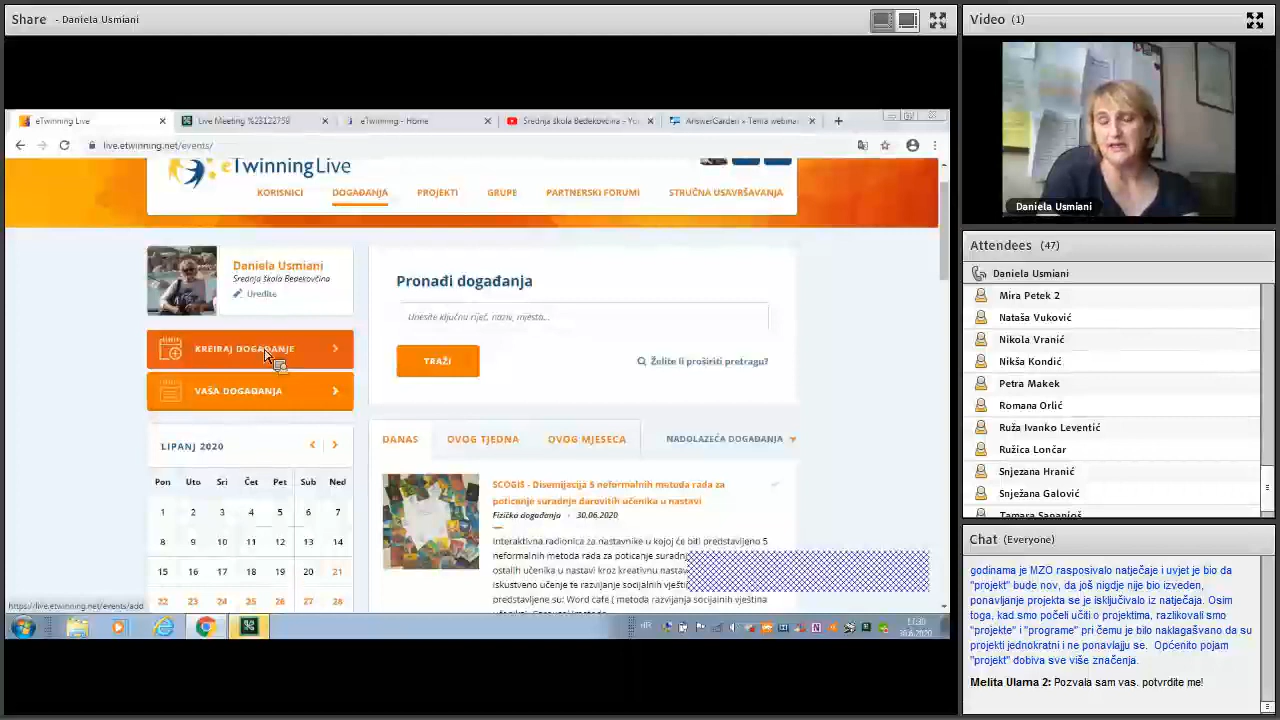 Share - Daniela Usmiani
Video (1)
eTwinning Live
Live Meeting %23122758
eTwinning - Home
Srednja škola Bedekovčina - Yo
AnswerGarden » Tema webinar
live.etwinning.net/events/
eTwinning Live
KORISNICI DOGAĐANJA PROJEKTI GRUPE PARTNERSKI FORUMI STRUČNA USAVRŠAVANJA
Daniela Usmiani
Srednja škola Bedekovčina
Uredite
Pronađi događanja
Unesite ključnu riječ, naziv, mjesto...
KREIRAJ DOGAĐANJE
TRAŽI
Želite li proširiti pretragu?
VAŠA DOGAĐANJA
DANAS OVOG TJEDNA OVOG MJESECA NADOLAZEĆA DOGAĐANJA
LIPANJ 2020
Pon Uto Sri Čet Pet Sub Ned
1 2 3 4 5 6 7
8 9 10 11 12 13 14
15 16 17 18 19 20 21
22 23 24 25 26 27 28
SCOGIS - Diseminacija 5 neformalnih metoda rada za
poticanje suradnje darovitih učenika u nastavi
Fizička događanja • 30.06.2020
Interaktivna radionica za nastavnike u kojoj će biti predstavljeno 5
neformalnih metoda rada za poticanje suradnj
ostalih učenika u nastavi kroz kreativnu nastav
iskustveno učenje te razvijanje socijalnih vješti
predstavljene su: Word cafe ( metoda razvijanja socijalnih vještina
https://live.etwinning.net/events/add
HR
11:30
30.6.2020.
Daniela Usmiani
Attendees (47)
Daniela Usmiani
Mira Petek 2
Nataša Vuković
Nikola Vranić
Nikša Kondić
Petra Makek
Romana Orlić
Ruža Ivanko Leventić
Ružica Lončar
Snjezana Hranić
Snježana Galović
Chat (Everyone)
godinama je MZO rasposivalo natječaje i uvjet je bio da
"projekt" bude nov, da još nigdje nije bio izveden,
ponavljanje projekta se je isključivalo iz natječaja. Osim
toga, kad smo počeli učiti o projektima, razlikovali smo
"projekte" i "programe" pri čemu je bilo naklagašvano da su
projekti jednokratni i ne ponavlajju se. Općenito pojam
"projekt" dobiva sve više značenja.
Melita Ulama 2: Pozvala sam vas. potvrdite me!